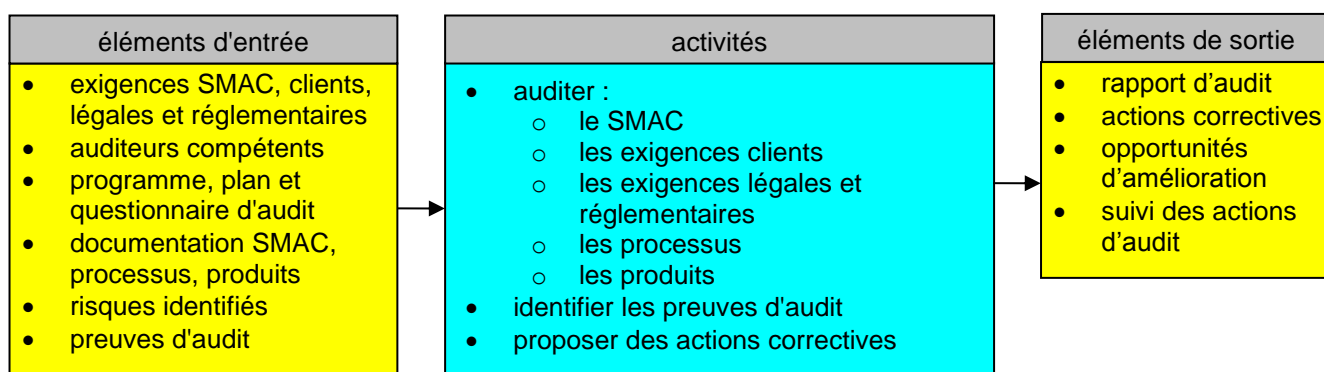 éléments d'entrée
• exigences SMAC, clients,
légales et réglementaires
• auditeurs compétents
• programme, plan et
questionnaire d'audit
• documentation SMAC,
processus, produits
• risques identifiés
• preuves d'audit
activités
• auditer :
o le SMAC
o les exigences clients
o les exigences légales et
réglementaires
o les processus
o les produits
• identifier les preuves d'audit
• proposer des actions correctives
éléments de sortie
• rapport d’audit
• actions correctives
• opportunités
d’amélioration
• suivi des actions
d’audit